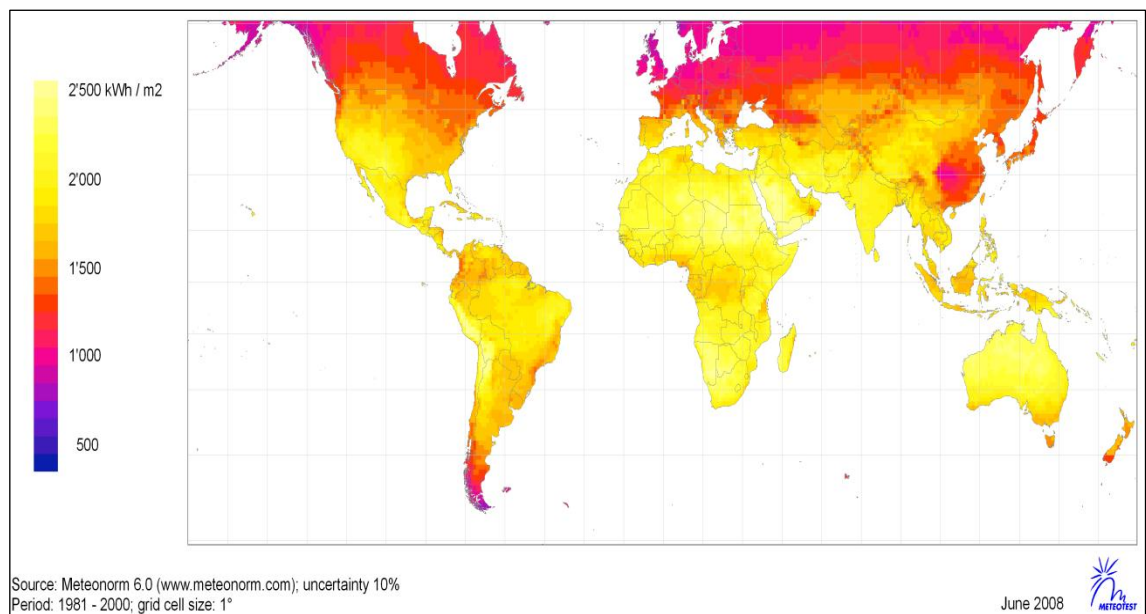 2'500 kWh / m2
2'000
1'500
1'000
500
Source: Meteonorm 6.0 (www.meteonorm.com); uncertainty 10%
Period: 1981 - 2000; grid cell size: 1°
June 2008
METEOTEST